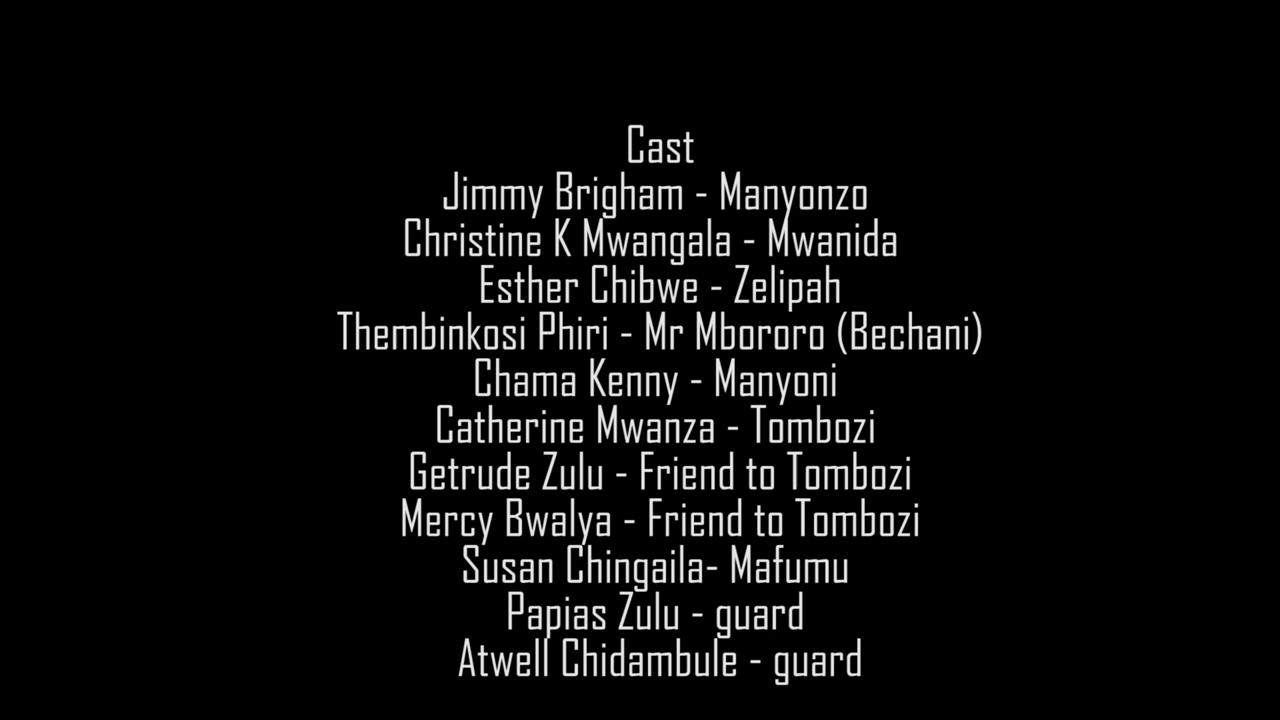 Cast
Jimmy Brigham - Manyonzo
Christine K Mwangala - Mwanida
Esther Chibwe - Zelipah
Thembinkosi Phiri - Mr Mbororo (Bechani)
Chama Kenny - Manyoni
Catherine Mwanza - Tombozi
Getrude Zulu - Friend to Tombozi
Mercy Bwalya - Friend to Tombozi
Susan Chingaila- Mafumu
Papias Zulu - guard
Atwell Chidambule - guard